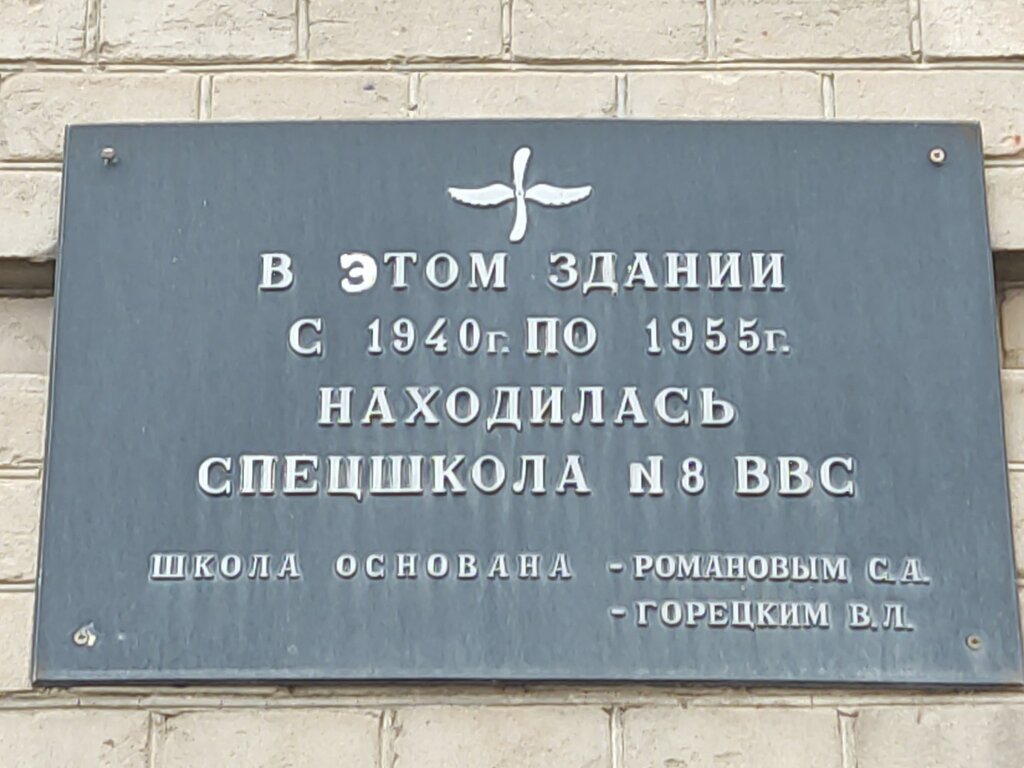 В ЭТОМ ЗДАНИИ
С 1940г. ПО 1955г.
НАХОДИЛАСЬ
СПЕЦШКОЛА N8 ВВС
ШКОЛА ОСНОВАНА - РОМАНОВЫМ С.А.
- ГОРЕЦКИМ В.Л.